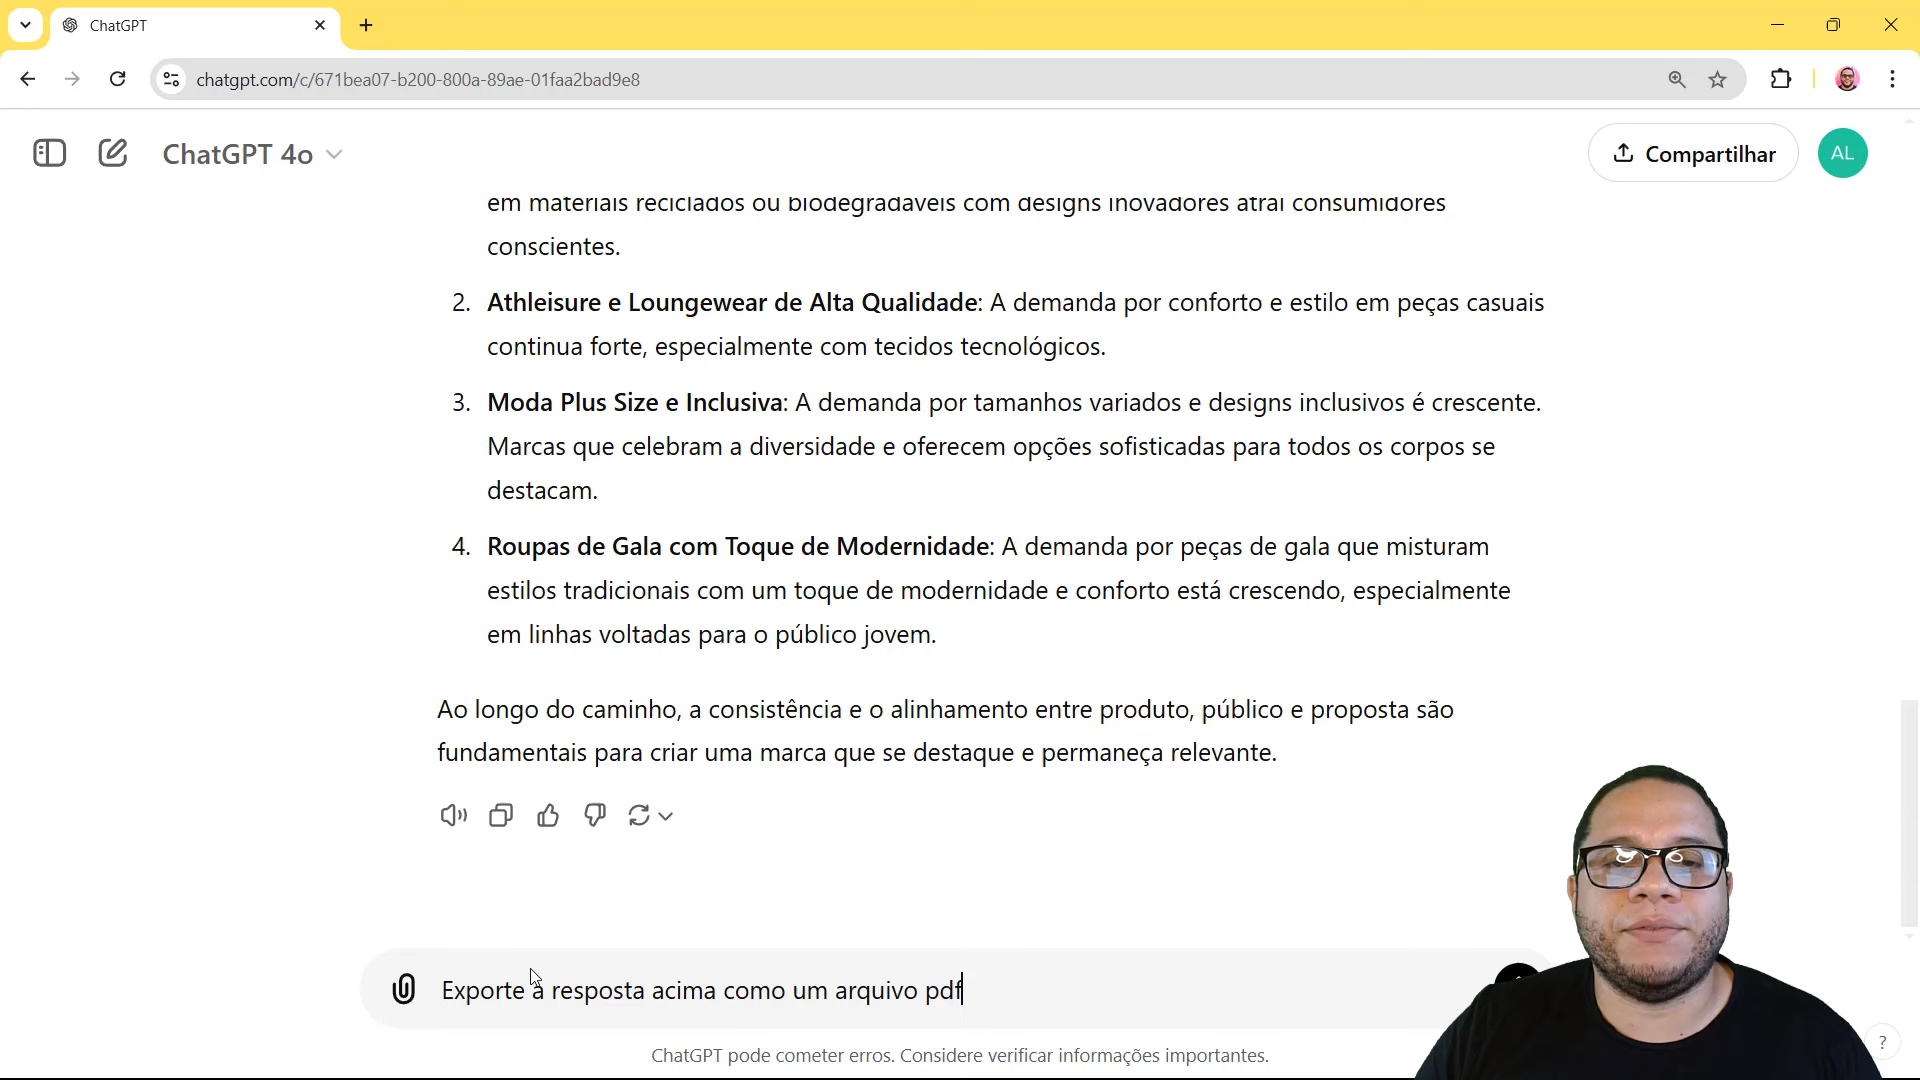 ChatGPT
chatgpt.com/c/671bea07-b200-800a-89ae-01faa2bad9e8
ChatGPT 4o
Compartilhar
AL
em materiais reciclados ou biodegradáveis com designs inovadores atrai consumidores
conscientes.
2. Athleisure e Loungewear de Alta Qualidade: A demanda por conforto e estilo em peças casuais
continua forte, especialmente com tecidos tecnológicos.
3. Moda Plus Size e Inclusiva: A demanda por tamanhos variados e designs inclusivos é crescente.
Marcas que celebram a diversidade e oferecem opções sofisticadas para todos os corpos se
destacam.
4. Roupas de Gala com Toque de Modernidade: A demanda por peças de gala que misturam
estilos tradicionais com um toque de modernidade e conforto está crescendo, especialmente
em linhas voltadas para o público jovem.
Ao longo do caminho, a consistência e o alinhamento entre produto, público e proposta são
fundamentais para criar uma marca que se destaque e permaneça relevante.
Exporte a resposta acima como um arquivo pdf
ChatGPT pode cometer erros. Considere verificar informações importantes.
?